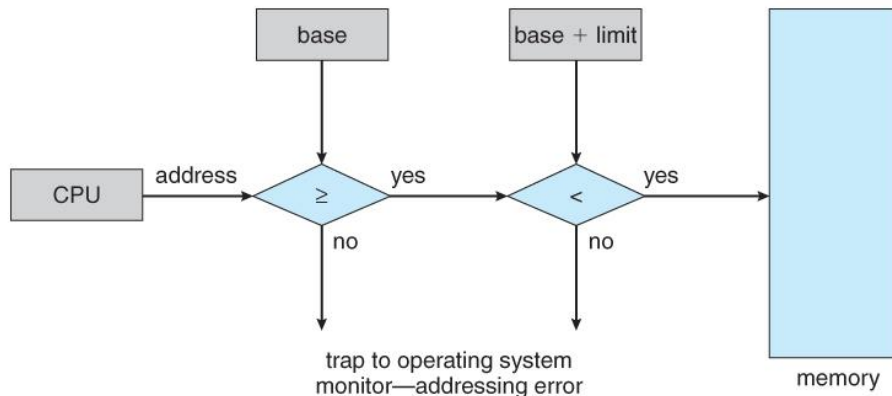 base
base + limit
CPU
address
≥
yes
<
yes
no
no
trap to operating system
monitor—addressing error
memory